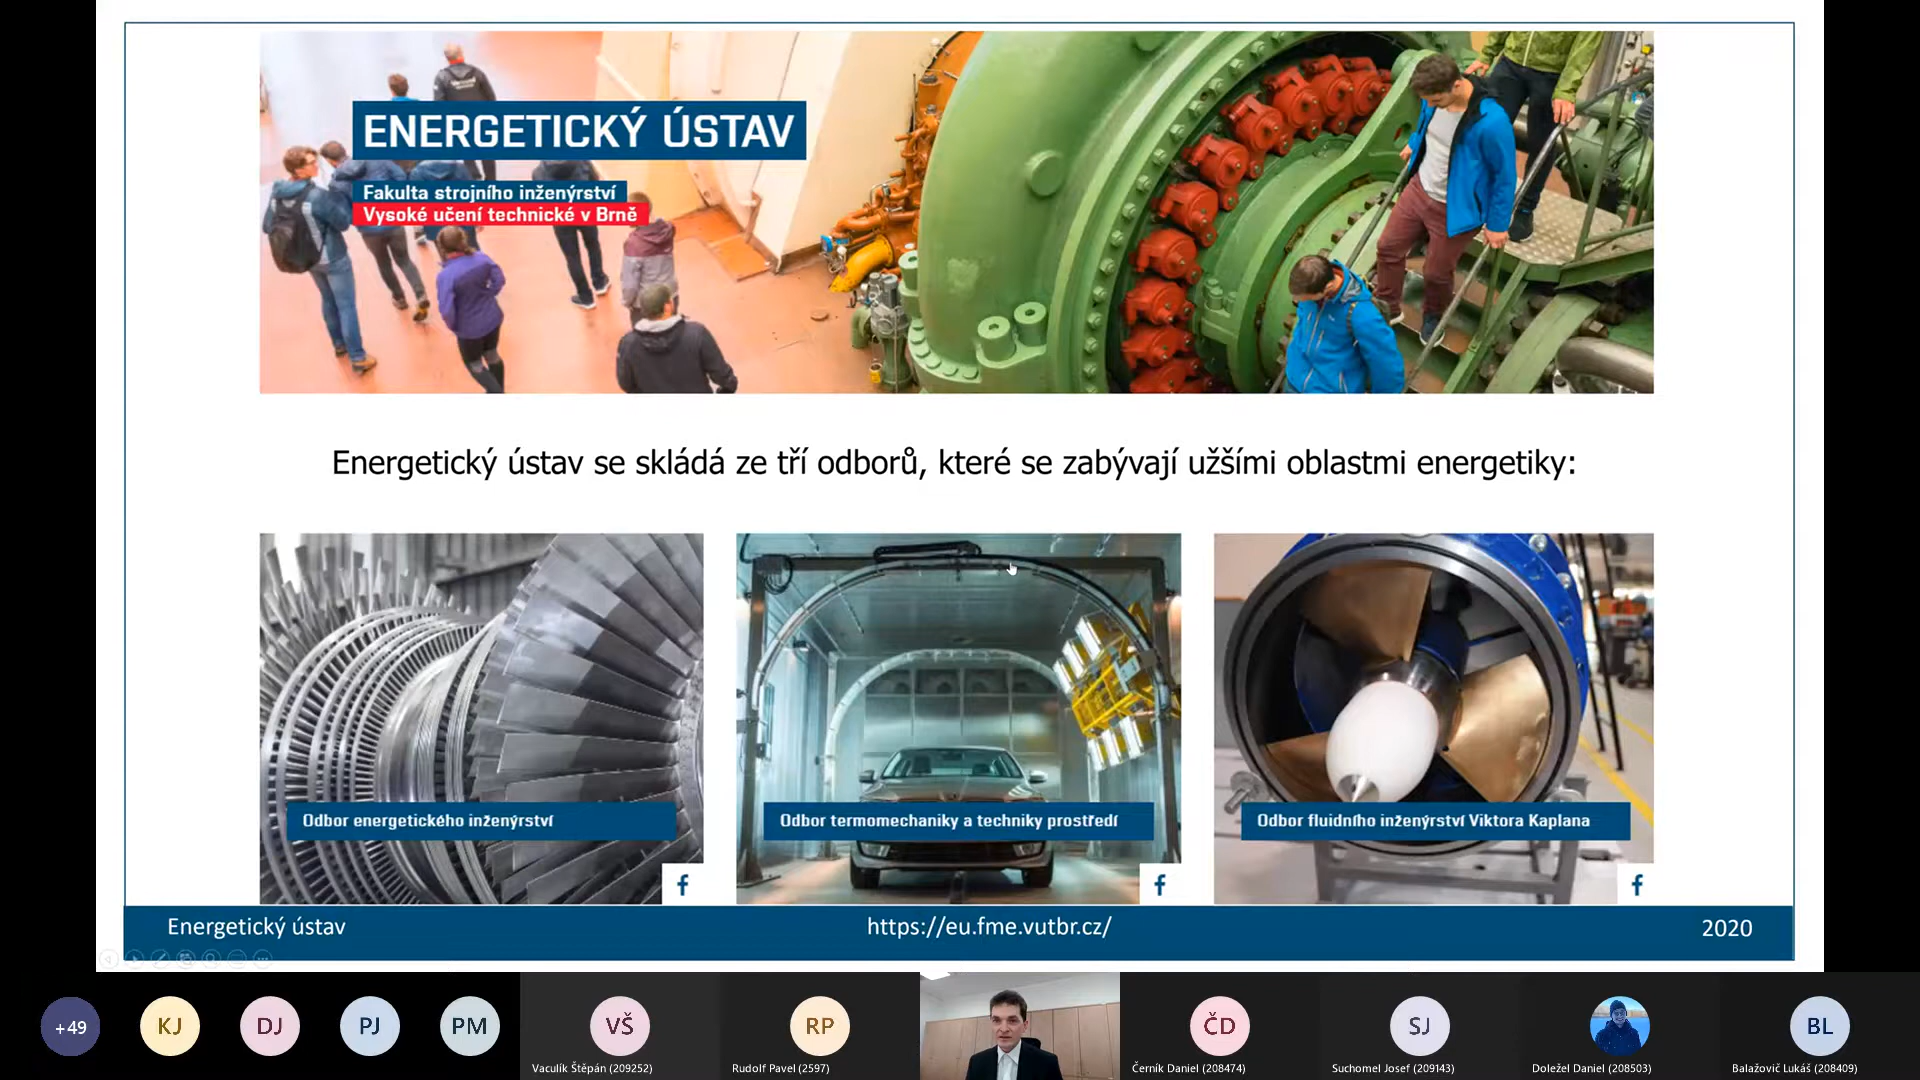 ENERGETICKÝ ÚSTAV
Fakulta strojního inženýrství
Vysoké učení technické v Brně
Energetický ústav se skládá ze tří odborů, které se zabývají užšími oblastmi energetiky:
Odbor energetického inženýrství
Odbor termomechaniky a techniky prostředí
Odbor fluidního inženýrství Viktora Kaplana
f
f
f
Energetický ústav
https://eu.fme.vutbr.cz/
2020
+49
KJ
DJ
PJ
PM
VŠ
RP
ČD
SJ
BL
Vaculík Štěpán (209252)
Rudolf Pavel (2597)
Černík Daniel (208474)
Suchomel Josef (209143)
Doležel Daniel (208503)
Balažovič Lukáš (208409)